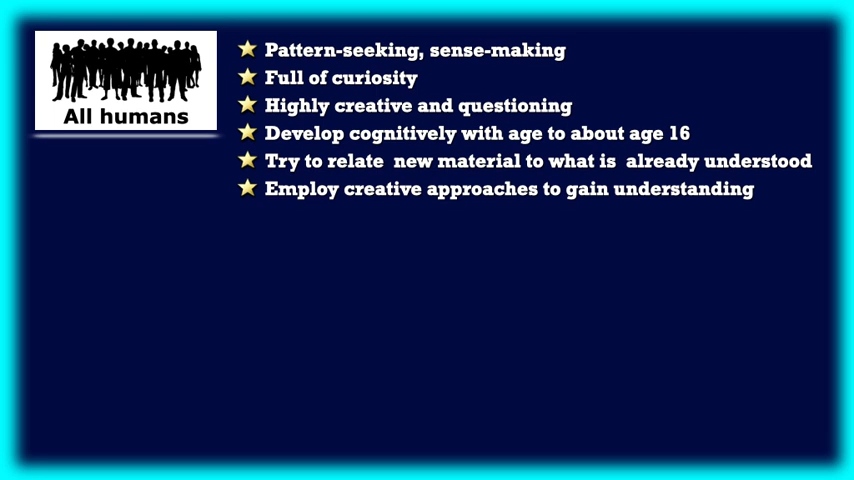 All humans
Pattern-seeking, sense-making
Full of curiosity
Highly creative and questioning
Develop cognitively with age to about age 16
Try to relate new material to what is already understood
Employ creative approaches to gain understanding